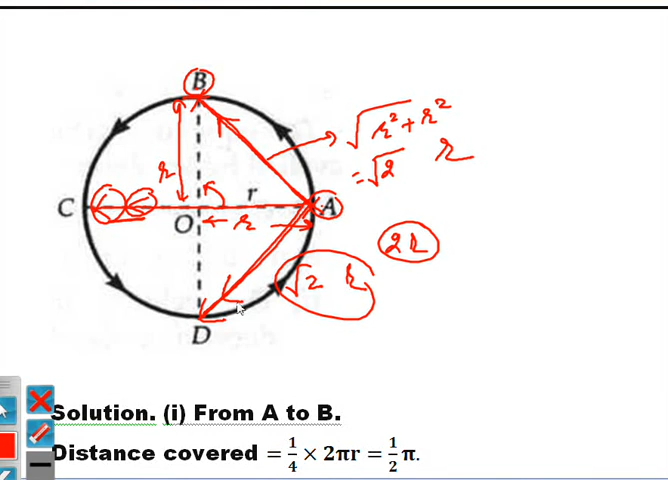 B
√r²+r²
= √2 r
r
C
r
A
O
r
2r
√2 r
D
Solution. (i) From A to B.
Distance covered = 1/4 × 2πr = 1/2 π.